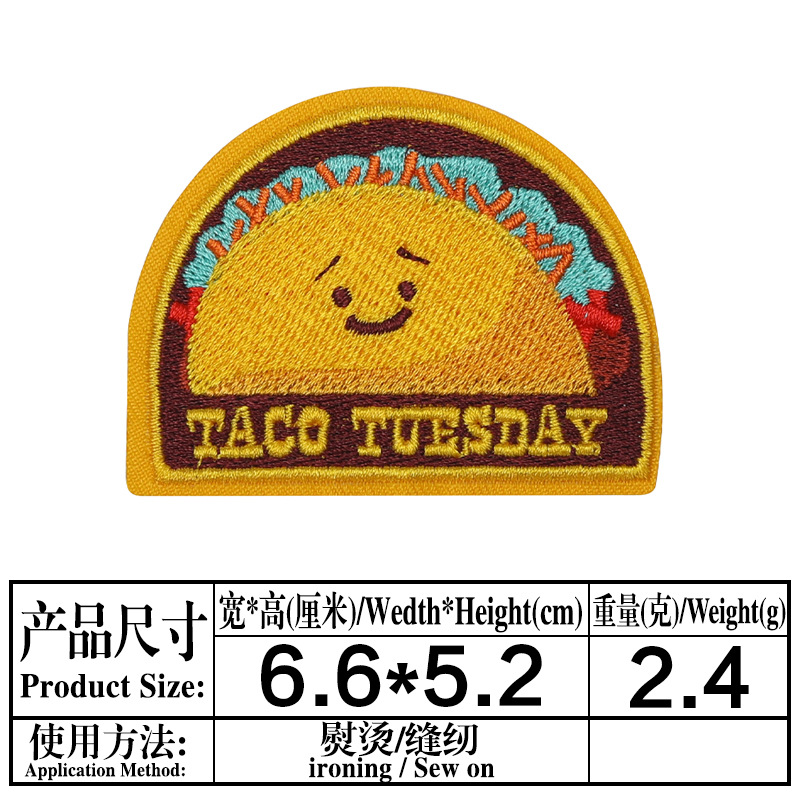 TACO TUESDAY
产品尺寸
Product Size:
宽*高(厘米)/Wedth*Height(cm)
6.6*5.2
重量(克)/Weight(g)
2.4
使用方法:
Application Method:
熨烫/缝纫
ironing / Sew on